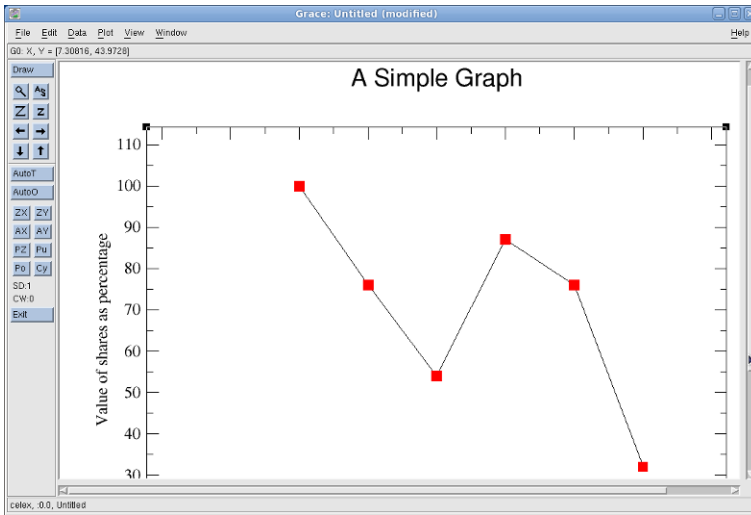 Grace: Untitled (modified)
File Edit Data Plot View Window Help
G0: X, Y = [7.30816, 43.9728]
Draw
A Simple Graph
AS
Z z
AutoT
AutoO
ZX ZY
AX AY
PZ Pu
Po Cy
SD:1
CW:0
Exit
Value of shares as percentage
110
100
90
80
70
60
50
40
30
celex, :0.0, Untitled